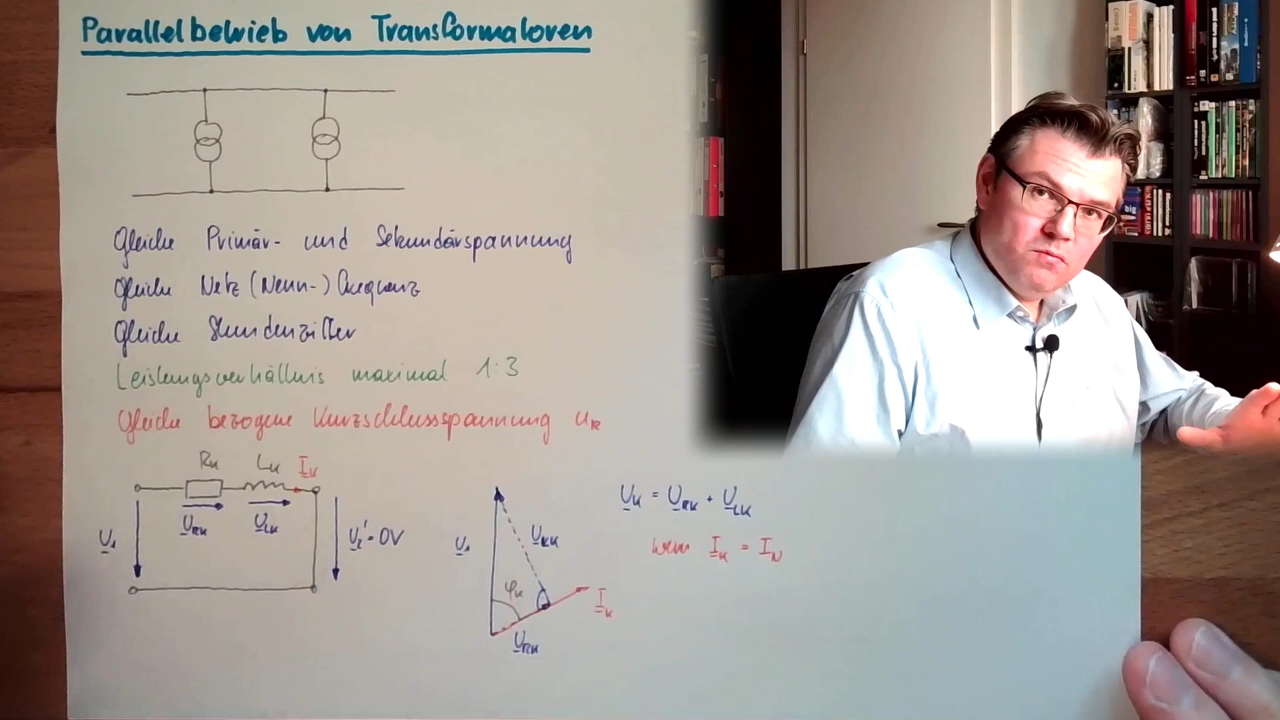 Parallelbetrieb von Transformatoren
Gleiche Primär- und Sekundärspannung
Gleiche Netz (Nenn-) frequenz
Gleiche Stundenziffer
Leistungsverhältnis maximal 1:3
Gleiche bezogene Kurzschlussspannung uk
RK LK IK
U1 URK ULK U2' = 0V
U1 φK URK IK
UK = URK + ULK
wenn IK = IN
big